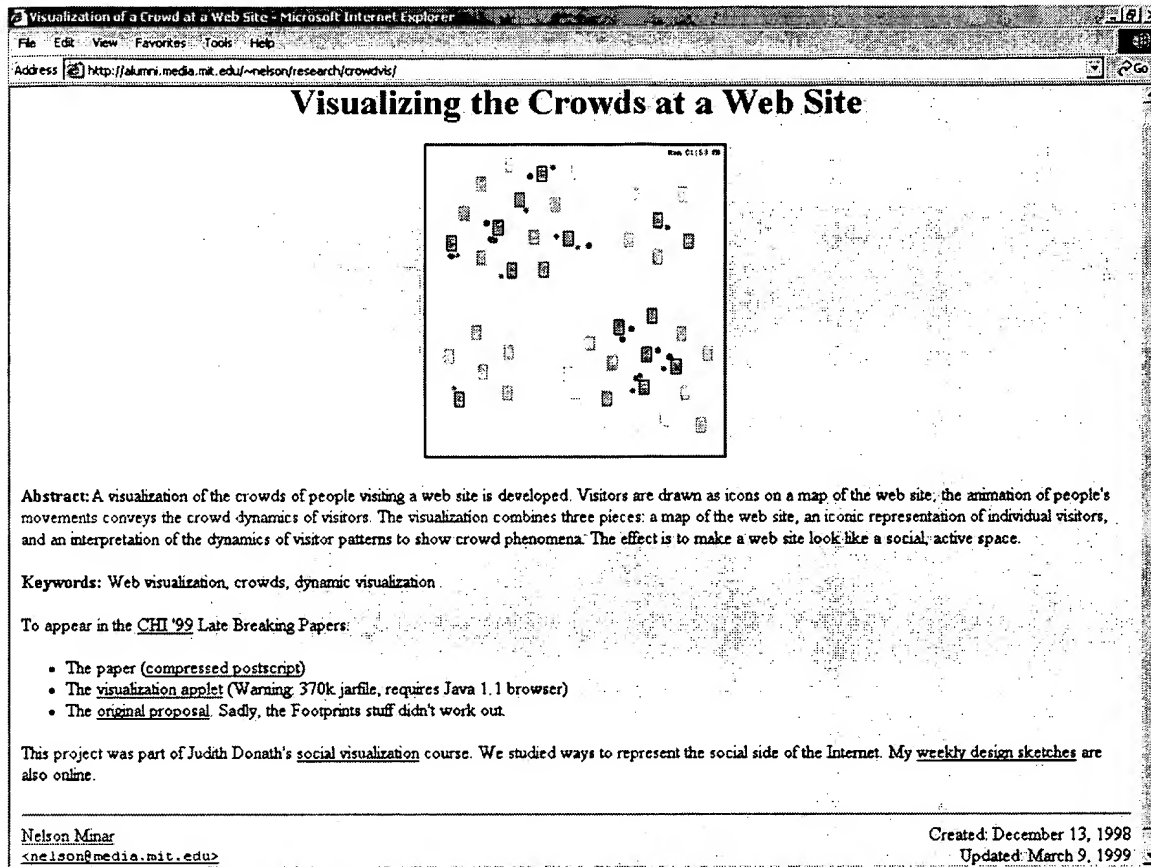 Visualization of a Crowd at a Web Site - Microsoft Internet Explorer
File Edit View Favorites Tools Help
Address http://alumni.media.mit.edu/~nelson/research/crowdvis/ Go
Visualizing the Crowds at a Web Site
Abstract: A visualization of the crowds of people visiting a web site is developed. Visitors are drawn as icons on a map of the web site; the animation of people's
movements conveys the crowd dynamics of visitors. The visualization combines three pieces: a map of the web site, an iconic representation of individual visitors,
and an interpretation of the dynamics of visitor patterns to show crowd phenomena. The effect is to make a web site look like a social, active space.
Keywords: Web visualization, crowds, dynamic visualization
To appear in the CHI '99 Late Breaking Papers:
• The paper (compressed postscript)
• The visualization applet (Warning: 370k jarfile, requires Java 1.1 browser)
• The original proposal. Sadly, the Footprints stuff didn't work out.
This project was part of Judith Donath's social visualization course. We studied ways to represent the social side of the Internet. My weekly design sketches are
also online.
Nelson Minar Created: December 13, 1998
<nelson@media.mit.edu> Updated: March 9, 1999